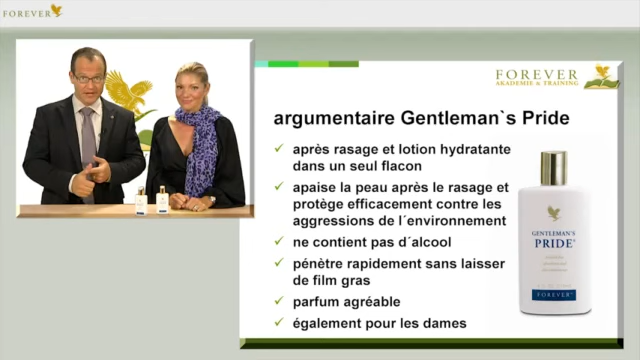 FOREVER
FOREVER
AKADEMIE & TRAINING
argumentaire Gentleman`s Pride
après rasage et lotion hydratante
dans un seul flacon
apaise la peau après le rasage et
protège efficacement contre les
aggressions de l´environnement
ne contient pas d´alcool
pénètre rapidement sans laisser
de film gras
parfum agréable
également pour les dames
GENTLEMAN'S
PRIDE®
FOREVER